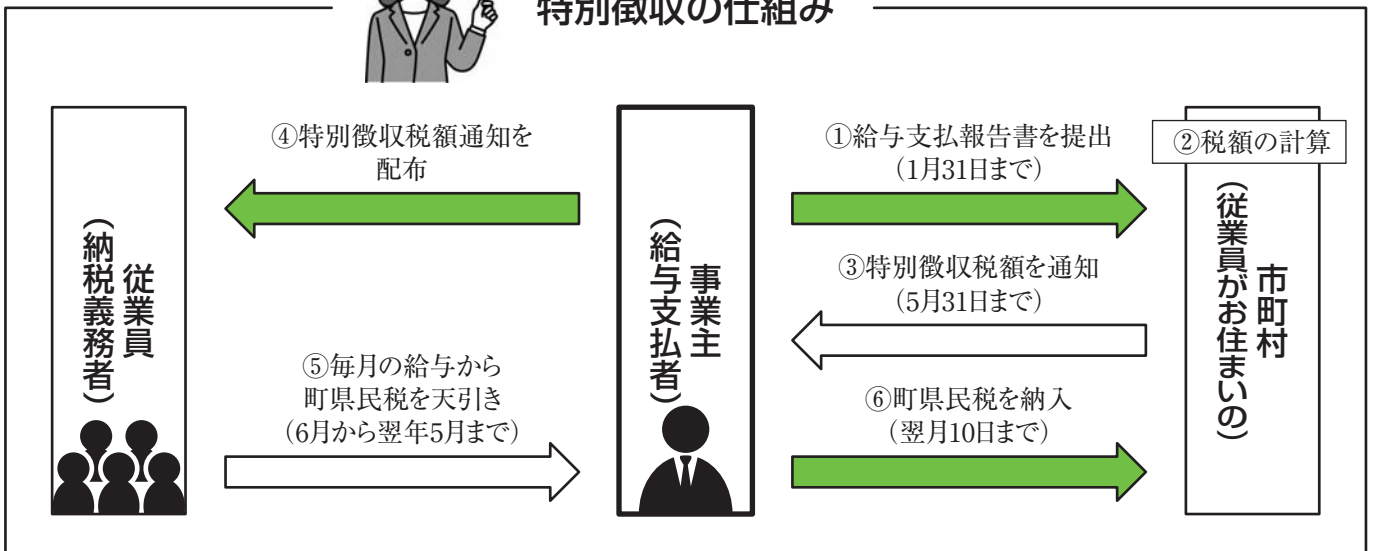 特別徴収の仕組み
④特別徴収税額通知を
配布
①給与支払報告書を提出
（1月31日まで）
②税額の計算
従業員
（納税義務者）
事業主
（給与支払者）
市町村
（従業員がお住まいの）
③特別徴収税額を通知
（5月31日まで）
⑤毎月の給与から
町県民税を天引き
（6月から翌年5月まで）
⑥町県民税を納入
（翌月10日まで）